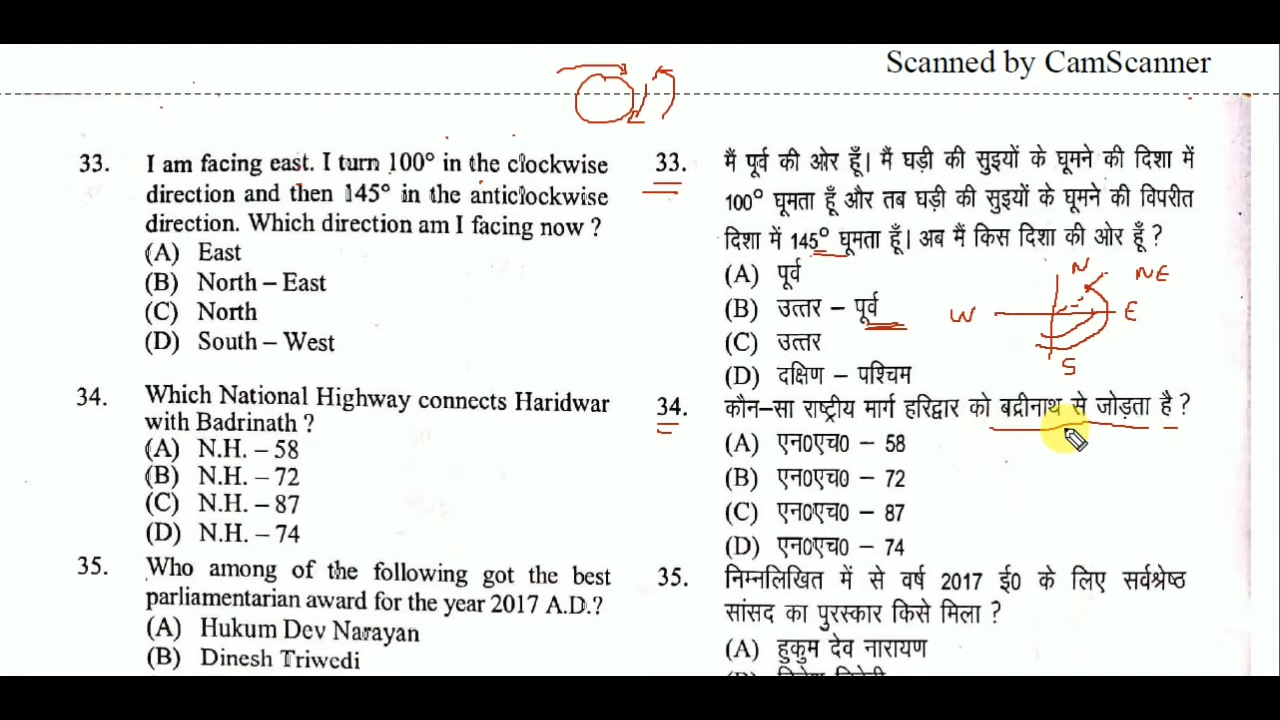 Scanned by CamScanner
33. I am facing east. I turn 100° in the clockwise
direction and then 145° in the anticlockwise
direction. Which direction am I facing now ?
(A) East
(B) North – East
(C) North
(D) South – West
34. Which National Highway connects Haridwar
with Badrinath ?
(A) N.H. – 58
(B) N.H. – 72
(C) N.H. – 87
(D) N.H. – 74
35. Who among of the following got the best
parliamentarian award for the year 2017 A.D.?
(A) Hukum Dev Narayan
(B) Dinesh Triwedi
33. मैं पूर्व की ओर हूँ। मैं घड़ी की सुइयों के घूमने की दिशा में
100° घूमता हूँ और तब घड़ी की सुइयों के घूमने की विपरीत
दिशा में 145° घूमता हूँ। अब मैं किस दिशा की ओर हूँ ?
(A) पूर्व
(B) उत्तर – पूर्व
(C) उत्तर
(D) दक्षिण – पश्चिम
N NE
W E
S
34. कौन-सा राष्ट्रीय मार्ग हरिद्वार को बद्रीनाथ से जोड़ता है ?
(A) एन0एच0 – 58
(B) एन0एच0 – 72
(C) एन0एच0 – 87
(D) एन0एच0 – 74
35. निम्नलिखित में से वर्ष 2017 ई0 के लिए सर्वश्रेष्ठ
सांसद का पुरस्कार किसे मिला ?
(A) हुकुम देव नारायण